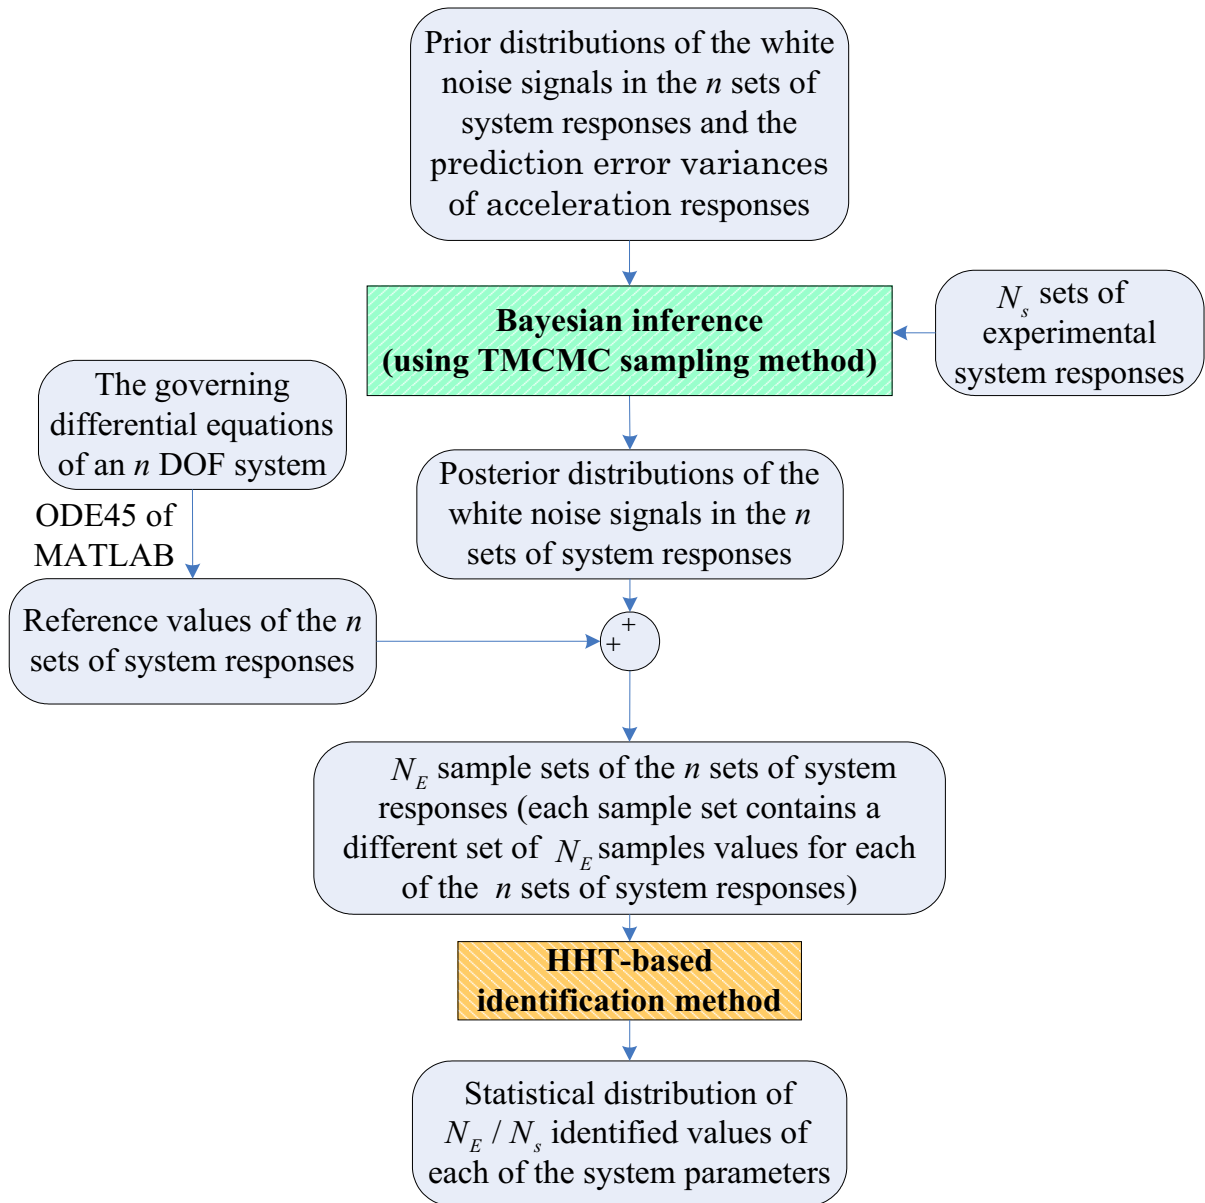 Prior distributions of the white
noise signals in the n sets of
system responses and the
prediction error variances
of acceleration responses
Bayesian inference
(using TMCMC sampling method)
N_s sets of
experimental
system responses
The governing
differential equations
of an n DOF system
ODE45 of
MATLAB
Posterior distributions of the
white noise signals in the n
sets of system responses
Reference values of the n
sets of system responses
+
+
N_E sample sets of the n sets of system
responses (each sample set contains a
different set of N_E samples values for each
of the n sets of system responses)
HHT-based
identification method
Statistical distribution of
N_E / N_s identified values of
each of the system parameters